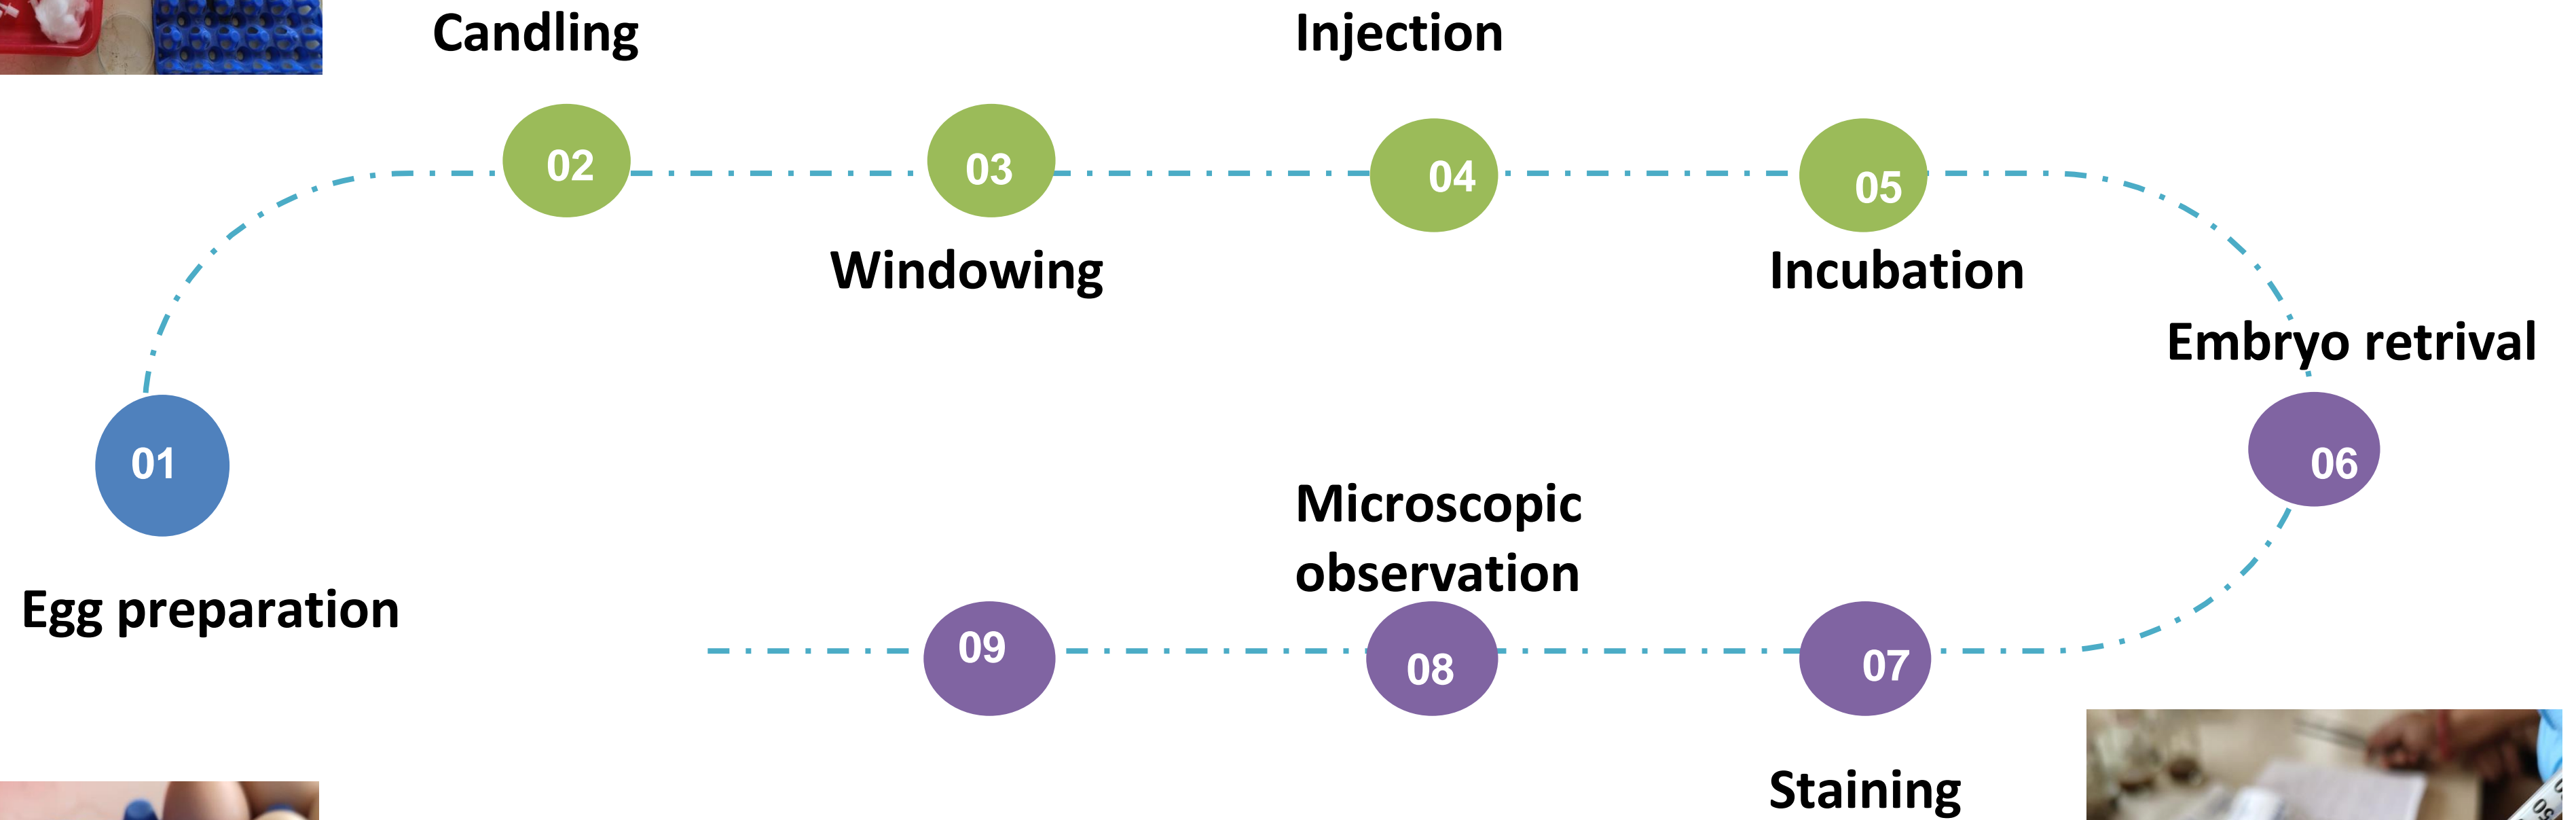 Candling
Injection
02
03
04
05
Windowing
Incubation
Embryo retrival
01
06
Microscopic
observation
Egg preparation
09
08
07
Staining
50